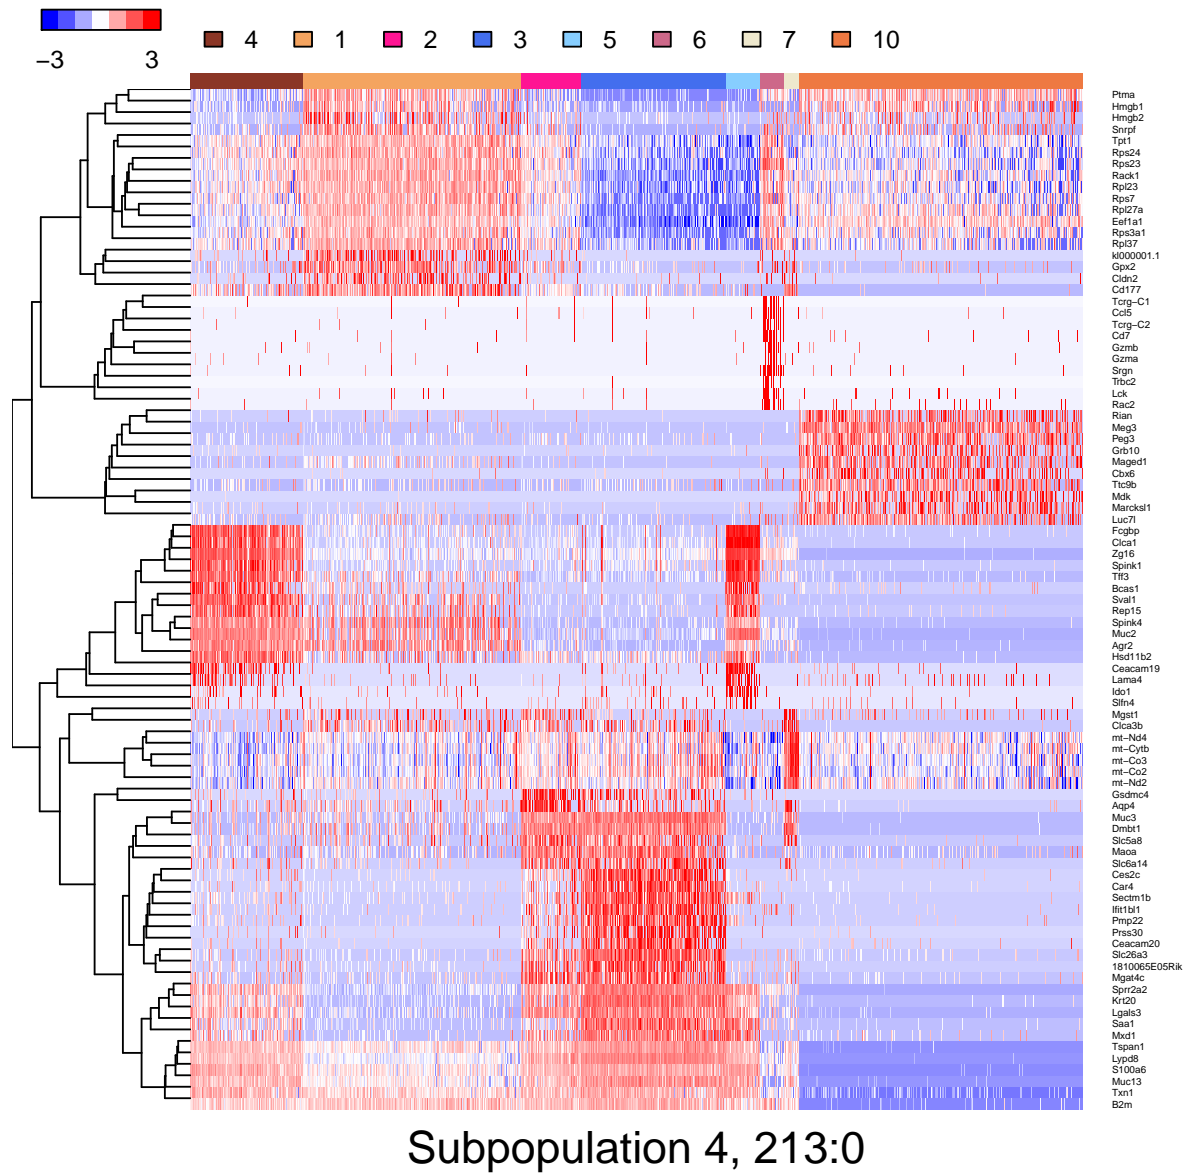 −3 3
4 1 2 3 5 6 7 10
Ptma
Hmgb1
Hmgb2
Snrpf
Tpt1
Rps24
Rps23
Rack1
Rpl23
Rps7
Rpl27a
Eef1a1
Rps3a1
Rpl37
kl000001.1
Gpx2
Cldn2
Cd177
Tcrg−C1
Ccl5
Tcrg−C2
Cd7
Gzmb
Gzma
Srgn
Trbc2
Lck
Rac2
Rian
Meg3
Peg3
Grb10
Maged1
Cbx6
Ttc9b
Mdk
Marcksl1
Luc7l
Fcgbp
Clca1
Zg16
Spink1
Tff3
Bcas1
Sval1
Rep15
Spink4
Muc2
Agr2
Hsd11b2
Ceacam19
Lama4
Ido1
Slfn4
Mgst1
Clca3b
mt−Nd4
mt−Cytb
mt−Co3
mt−Co2
mt−Nd2
Gsdmc4
Aqp4
Muc3
Dmbt1
Slc5a8
Maoa
Slc6a14
Ces2c
Car4
Sectm1b
Ifit1bl1
Pmp22
Prss30
Ceacam20
Slc26a3
1810065E05Rik
Mgat4c
Sprr2a2
Krt20
Lgals3
Saa1
Mxd1
Tspan1
Lypd8
S100a6
Muc13
Txn1
B2m
Subpopulation 4, 213:0